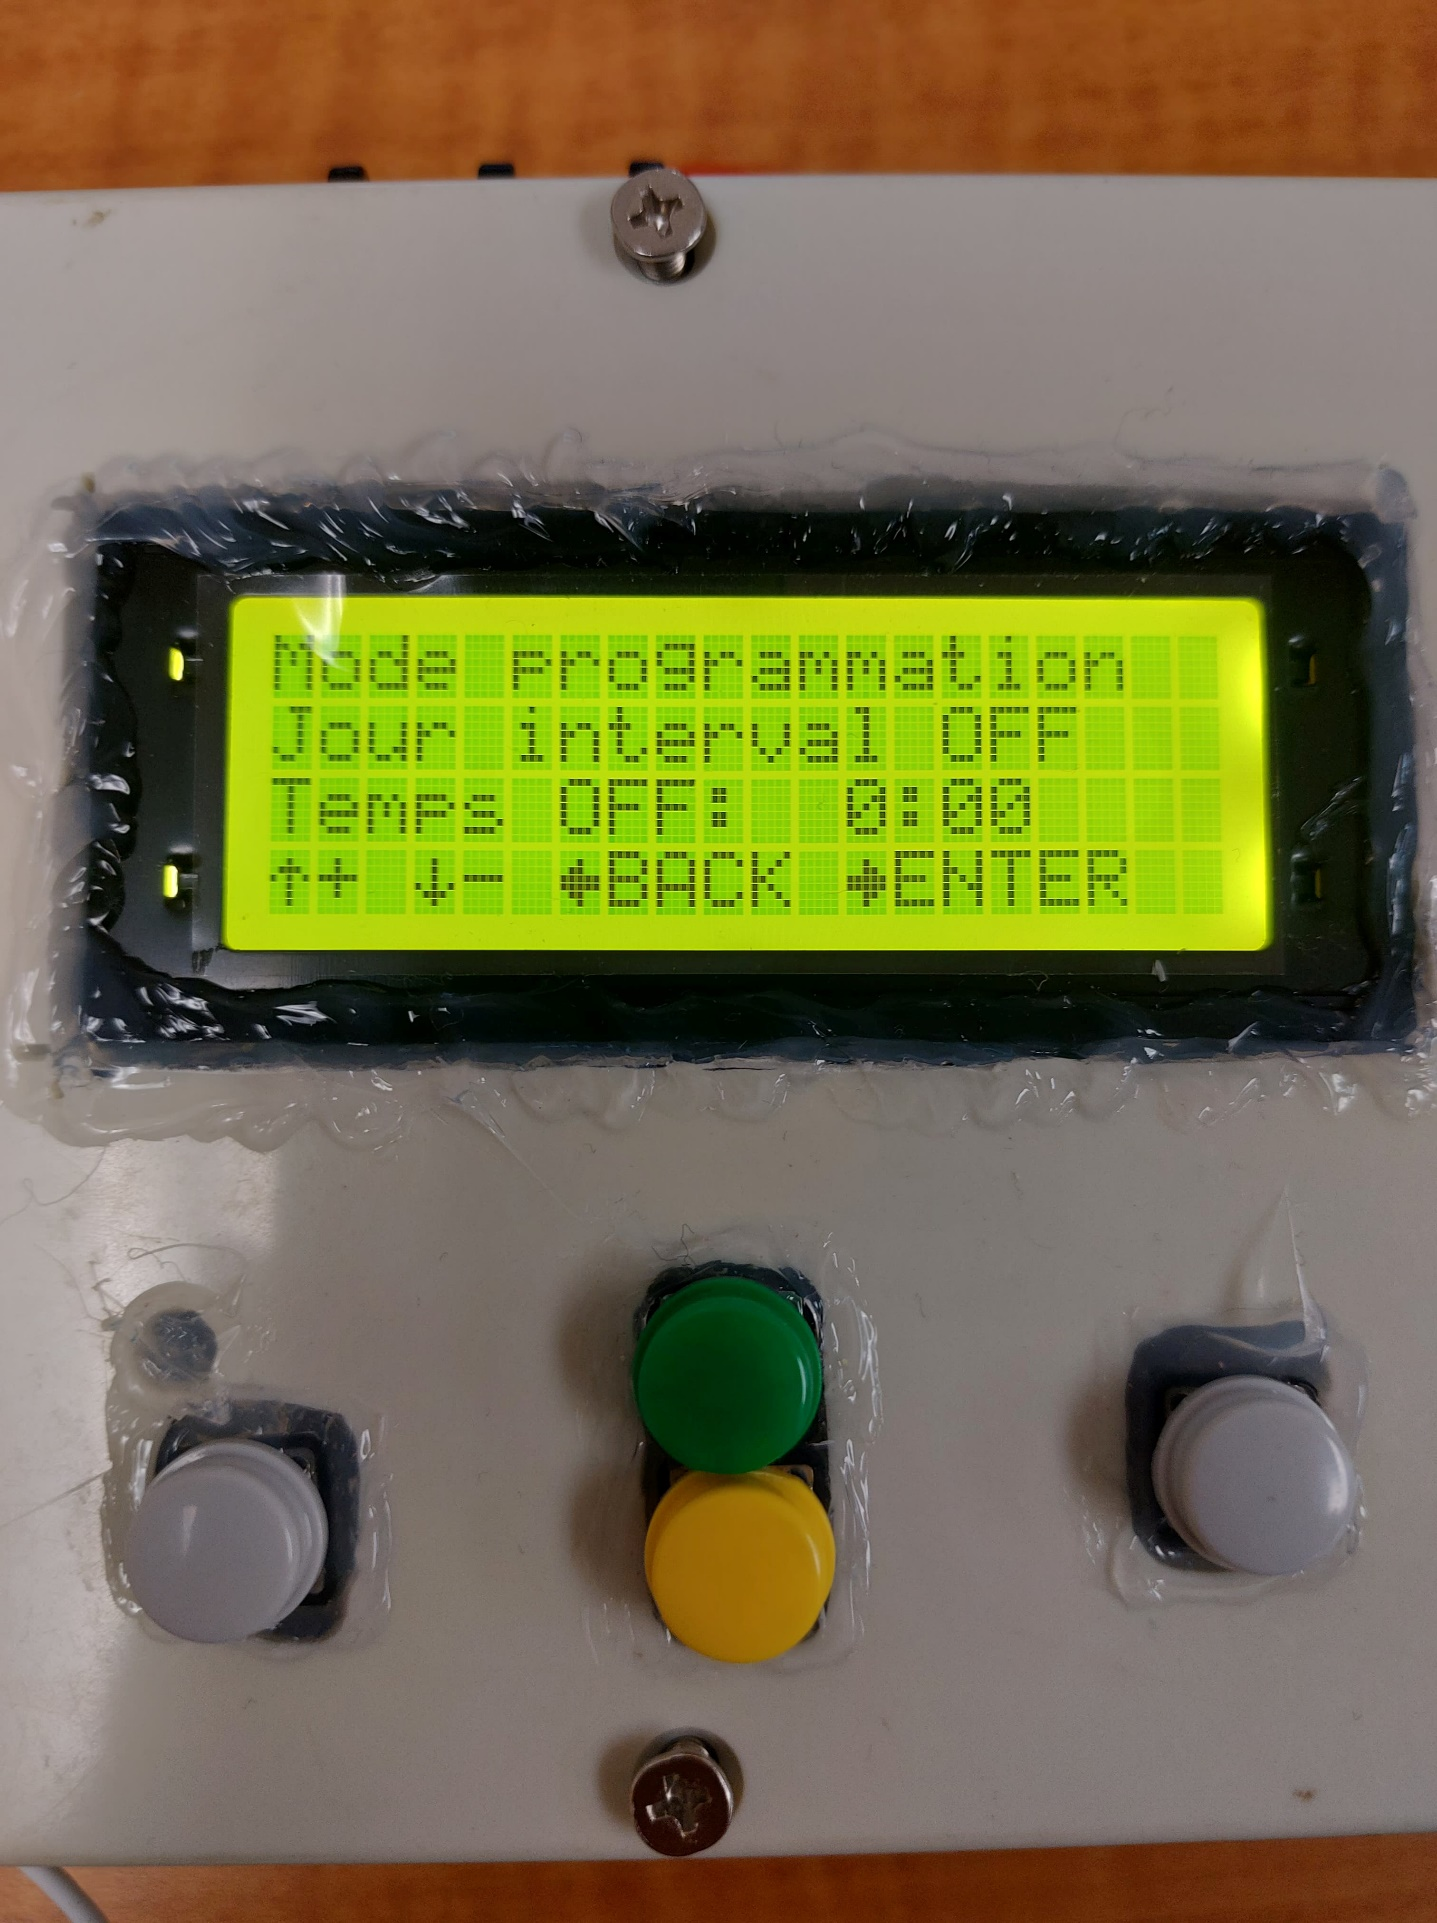 Mode programmation
Jour interval OFF
Temps OFF:  0:00
↑+ ↓- ←BACK →ENTER